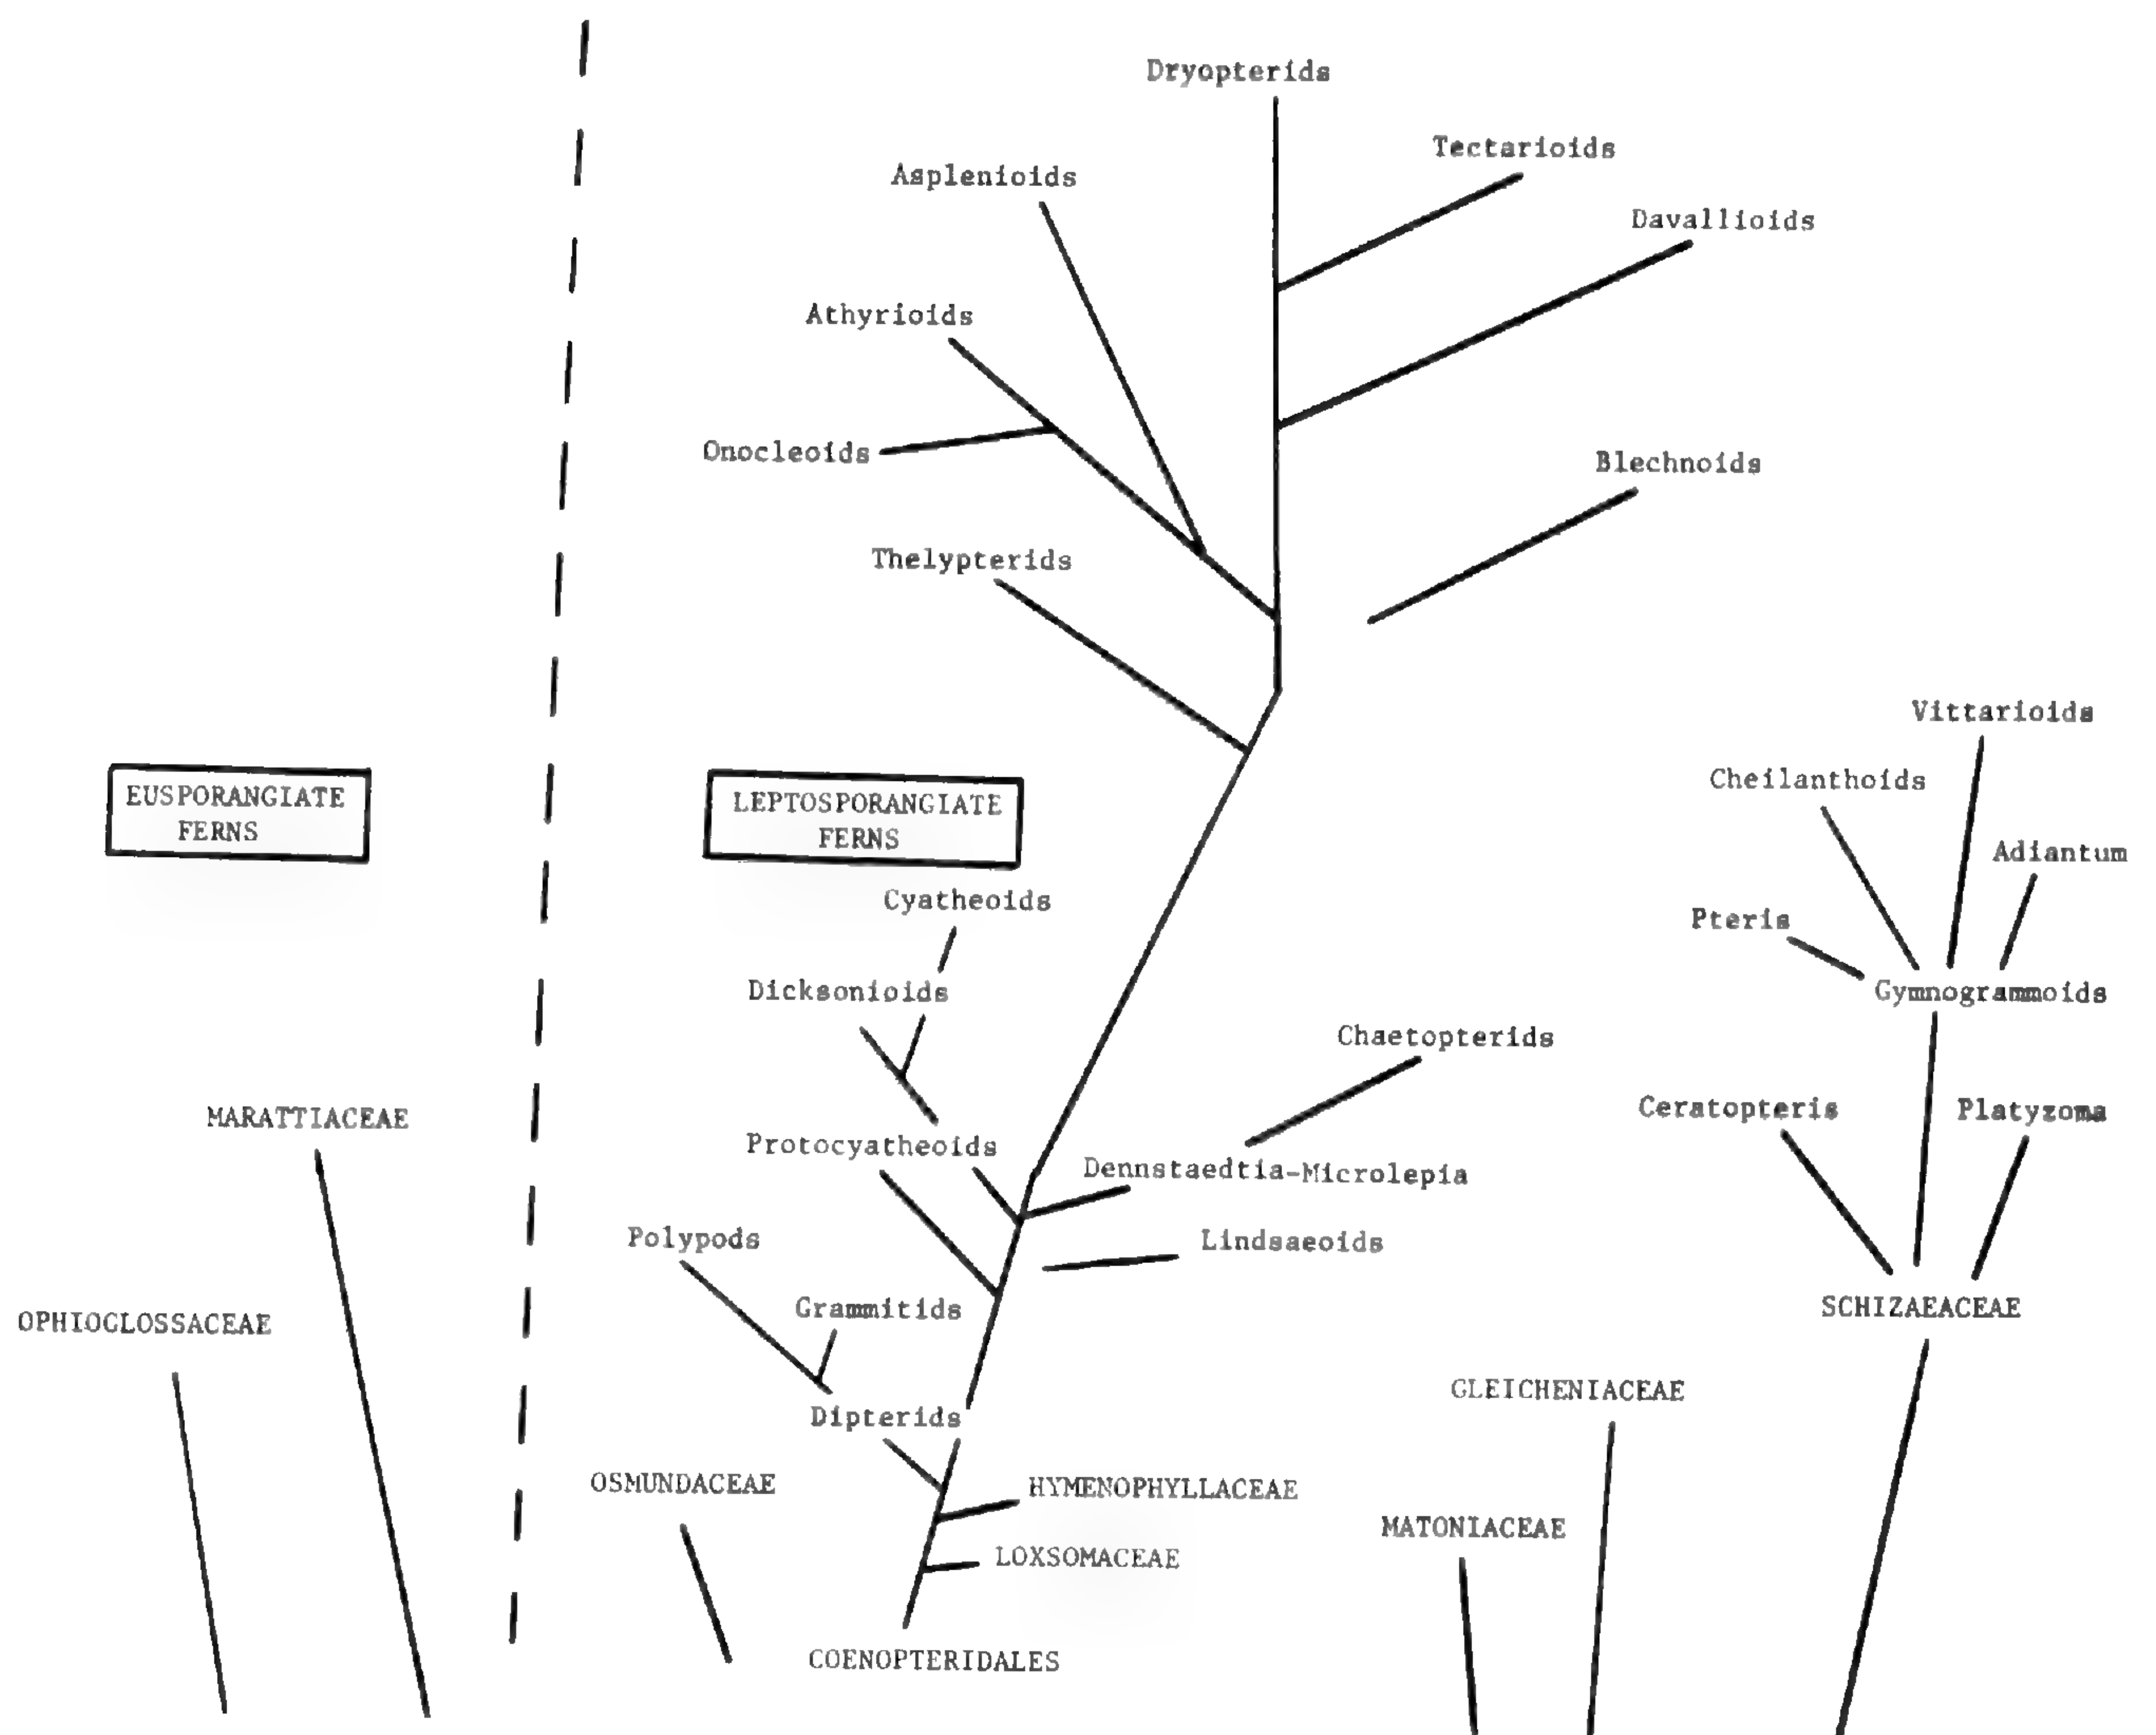 Dryopterids
Tectarioids
Asplenioids
Davallioids
Athyrioids
Onocleoids
Blechnoids
Thelypterids
Vittarioids
EUSPORANGIATE
FERNS
LEPTOSPORANGIATE
FERNS
Cheilanthoids
Adiantum
Cyatheoids
Pteris
Dicksonioids
Gymnogrammoids
Chaetopterids
MARATTIACEAE
Ceratopteris
Platyzoma
Protocyatheoids
Dennstaedtia-Microlepia
Polypods
Lindsaeoids
Grammitids
OPHIOGLOSSACEAE
SCHIZAEACEAE
GLEICHENIACEAE
Dipterids
OSMUNDACEAE
HYMENOPHYLLACEAE
MATONIACEAE
LOXSOMACEAE
COENOPTERIDALES